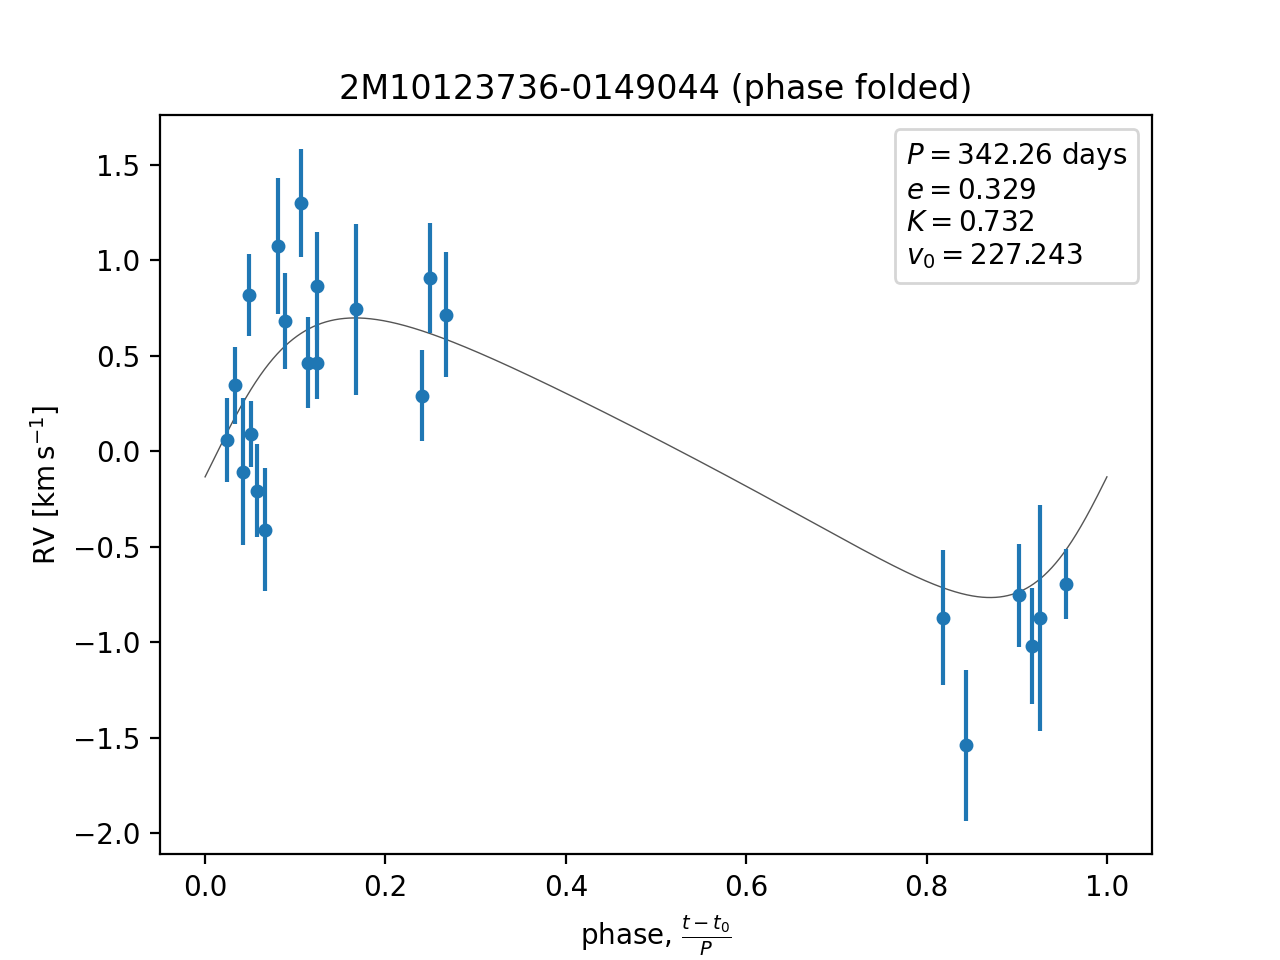 2M10123736-0149044 (phase folded)
P = 342.26 days
e = 0.329
K = 0.732
v₀ = 227.243
RV [km s⁻¹]
1.5
1.0
0.5
0.0
−0.5
−1.0
−1.5
−2.0
0.0 0.2 0.4 0.6 0.8 1.0
phase, (t − t₀)/P